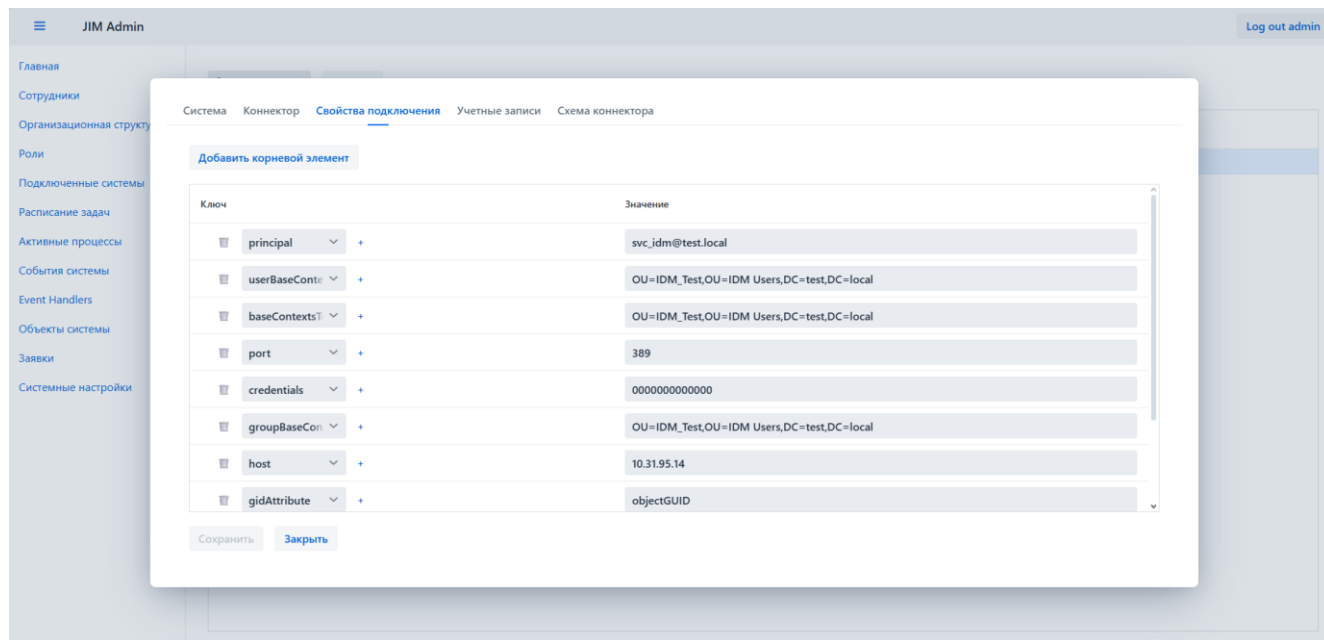 JIM Admin
Log out admin
Главная
Сотрудники
Организационная структу
Роли
Подключенные системы
Расписание задач
Активные процессы
События системы
Event Handlers
Объекты системы
Заявки
Системные настройки
Система Коннектор Свойства подключения Учетные записи Схема коннектора
Добавить корневой элемент
Ключ Значение
principal + svc_idm@test.local
userBaseConte + OU=IDM_Test,OU=IDM Users,DC=test,DC=local
baseContextsT + OU=IDM_Test,OU=IDM Users,DC=test,DC=local
port + 389
credentials + 0000000000000
groupBaseCon + OU=IDM_Test,OU=IDM Users,DC=test,DC=local
host + 10.31.95.14
gidAttribute + objectGUID
Сохранить Закрыть